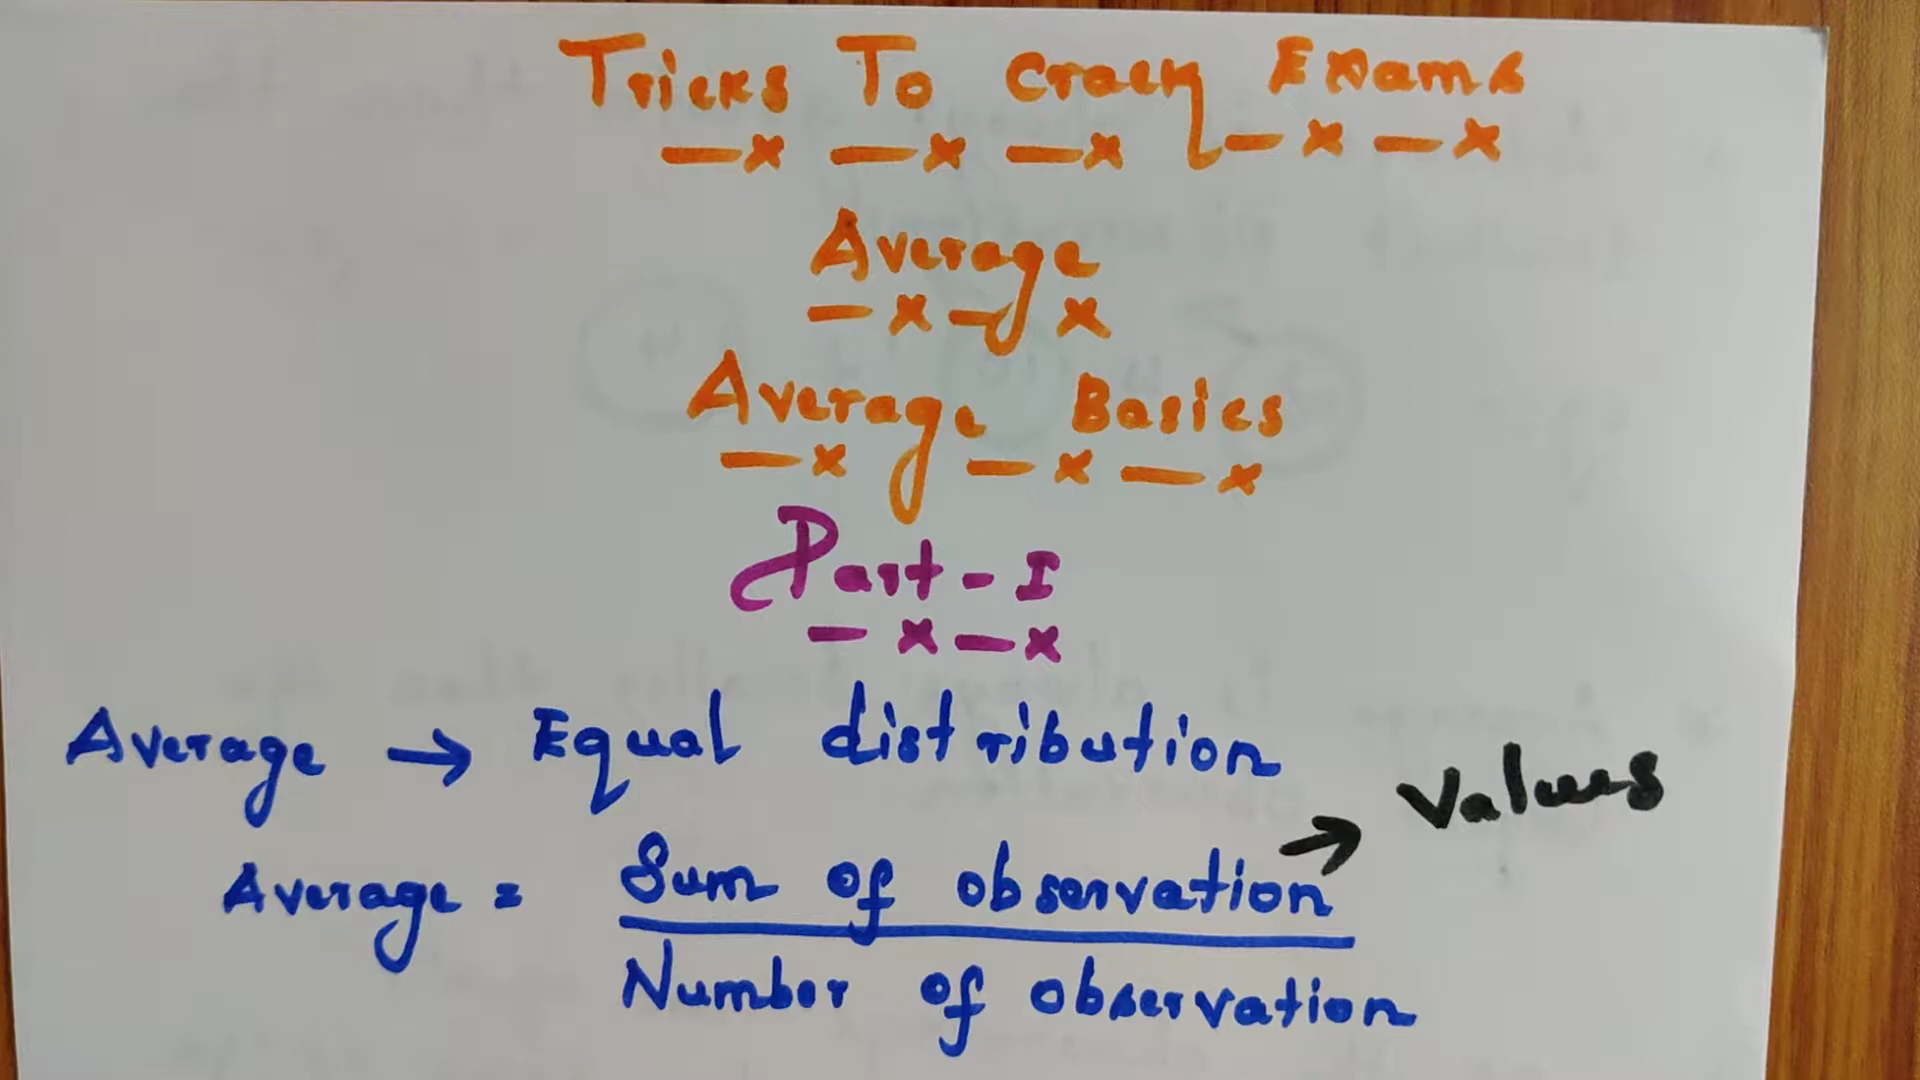 Tricks To Crack Exams
Average
Average Basics
Part - I
Average → Equal distribution
→ Values
Average = Sum of observation
Number of observation